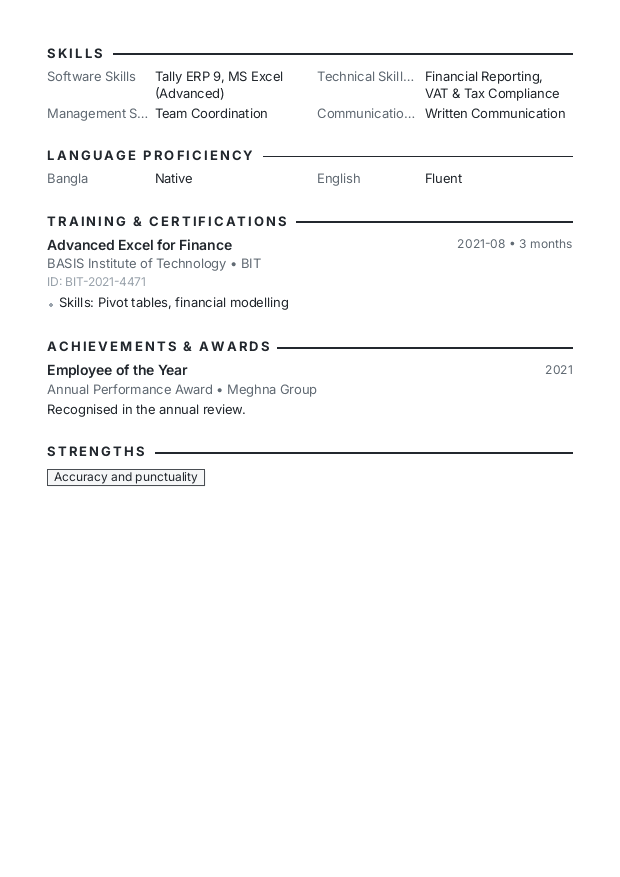 SKILLS
Software Skills Tally ERP 9, MS Excel (Advanced)
Technical Skill... Financial Reporting, VAT & Tax Compliance
Management S... Team Coordination
Communicatio... Written Communication
LANGUAGE PROFICIENCY
Bangla Native English Fluent
TRAINING & CERTIFICATIONS
Advanced Excel for Finance 2021-08 • 3 months
BASIS Institute of Technology • BIT
ID: BIT-2021-4471
• Skills: Pivot tables, financial modelling
ACHIEVEMENTS & AWARDS
Employee of the Year 2021
Annual Performance Award • Meghna Group
Recognised in the annual review.
STRENGTHS
Accuracy and punctuality